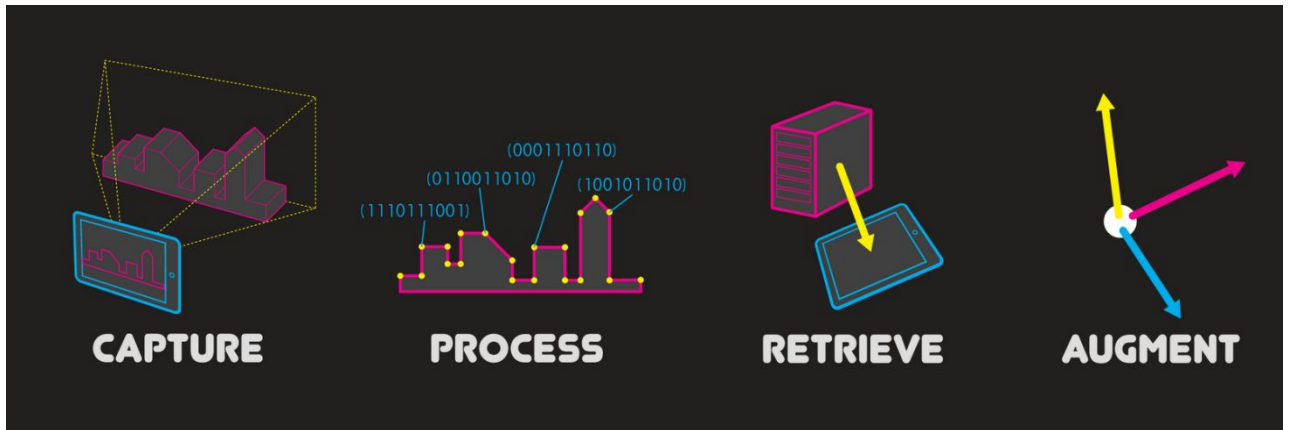 (0001110110)
(0110011010)
(1001011010)
(1110111001)
CAPTURE
PROCESS
RETRIEVE
AUGMENT